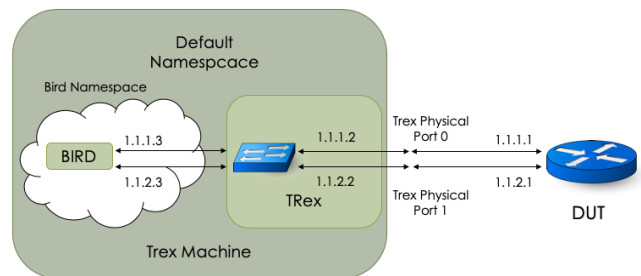 Default
Namespcace
Bird Namespace
BIRD
1.1.1.3
1.1.2.3
TRex
1.1.1.2
1.1.2.2
Trex Physical
Port 0
Trex Physical
Port 1
1.1.1.1
1.1.2.1
DUT
Trex Machine